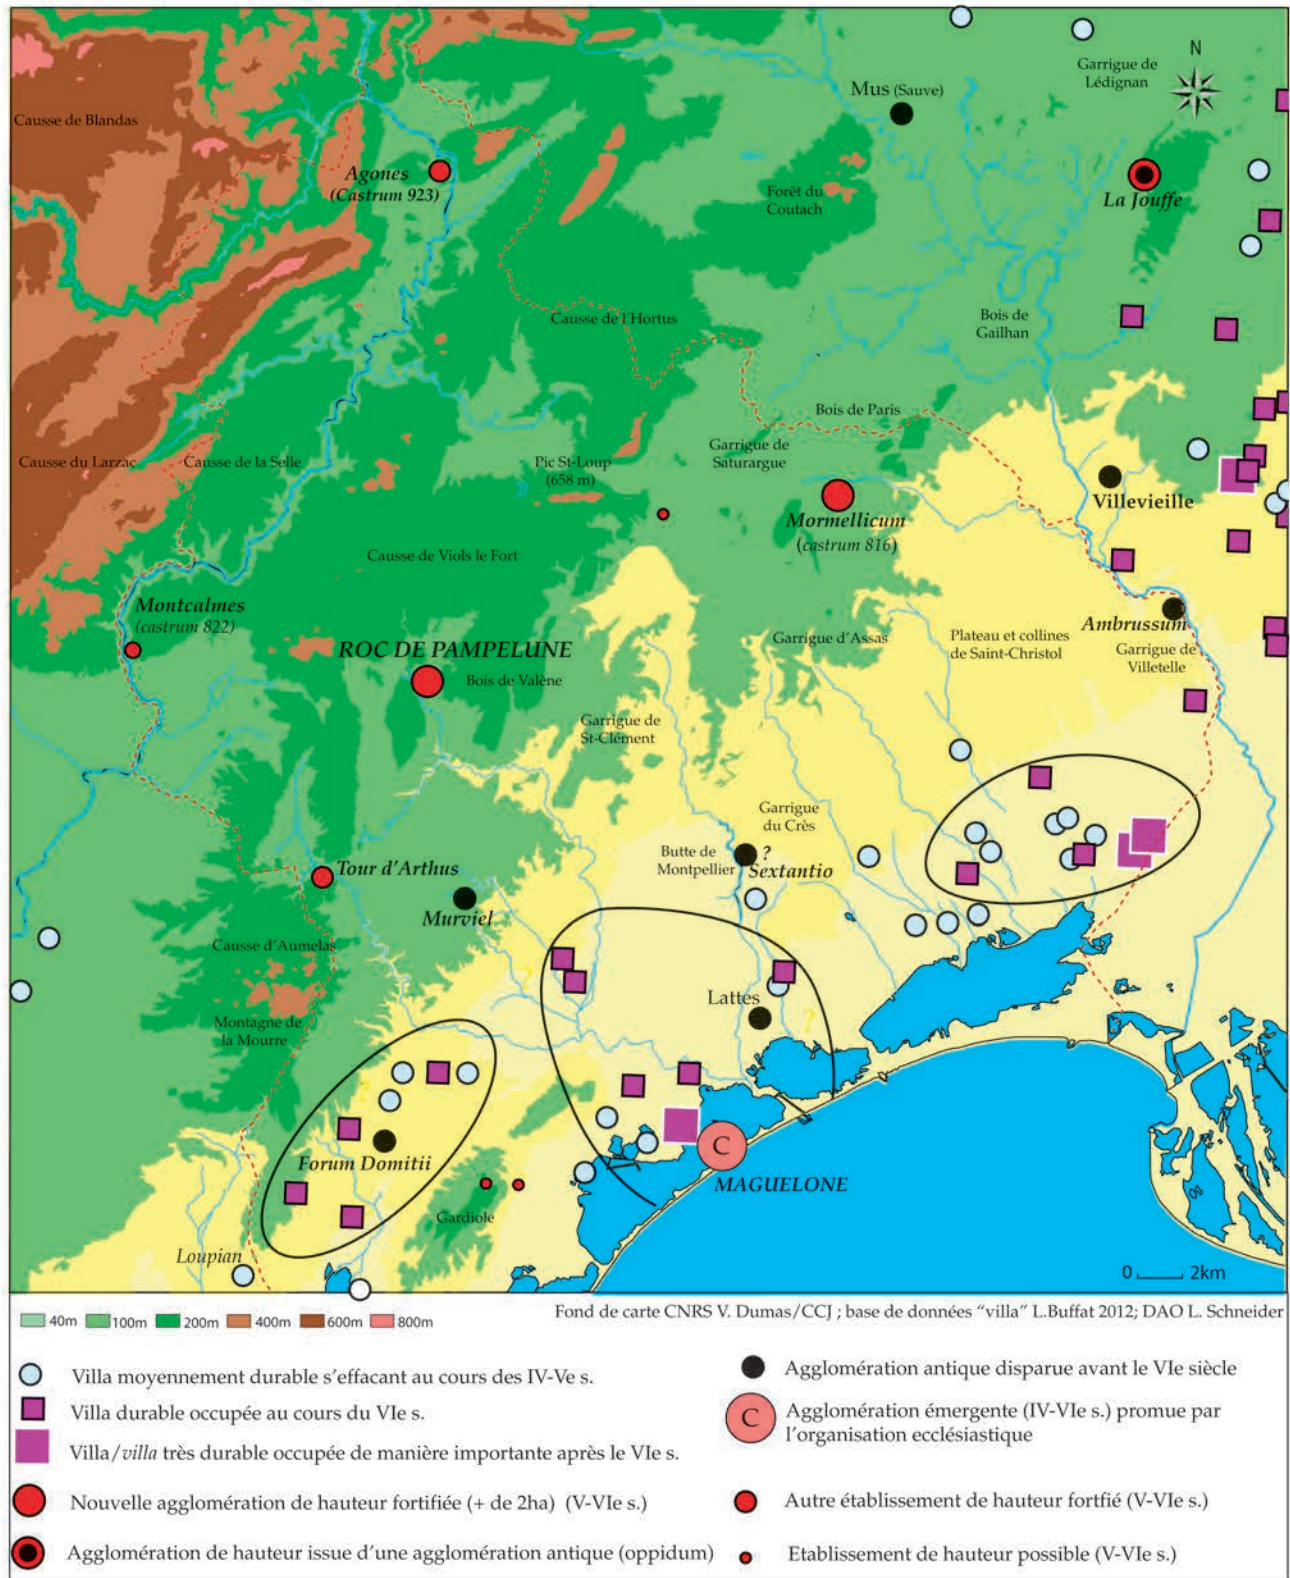 N
Garrigue de
Lédignan
Mus (Sauve)
Causse de Blandas
Agones
(Castrum 923)
Forêt du
Coutach
La Jouffe
Causse de l'Hortus
Bois de
Gailhan
Bois de Paris
Causse du Larzac
Causse de la Selle
Pic St-Loup
(658 m)
Garrigue de
Saturargue
Villevieille
Mormellicum
(castrum 816)
Causse de Viols le Fort
Montcalmes
(castrum 822)
ROC DE PAMPELUNE
Bois de Valène
Garrigue d'Assas
Plateau et collines
de Saint-Christol
Ambrussum
Garrigue de
Villetelle
Garrigue de
St-Clément
Garrigue
du Crès
Butte de
Montpellier
?
Sextantio
Tour d'Arthus
Murviel
Causse d'Aumelas
Lattes
?
?
Montagne de
la Mourre
Forum Domitii
C
MAGUELONE
Gardiole
Loupian
0 2km
40m 100m 200m 400m 600m 800m
Fond de carte CNRS V. Dumas/CCJ ; base de données "villa" L.Buffat 2012; DAO L. Schneider
Villa moyennement durable s'effacant au cours des IV-Ve s.
Villa durable occupée au cours du VIe s.
Villa/villa très durable occupée de manière importante après le VIe s.
Nouvelle agglomération de hauteur fortifiée (+ de 2ha) (V-VIe s.)
Agglomération de hauteur issue d'une agglomération antique (oppidum)
Agglomération antique disparue avant le VIe siècle
C
Agglomération émergente (IV-VIe s.) promue par
l'organisation ecclésiastique
Autre établissement de hauteur fortfié (V-VIe s.)
Etablissement de hauteur possible (V-VIe s.)